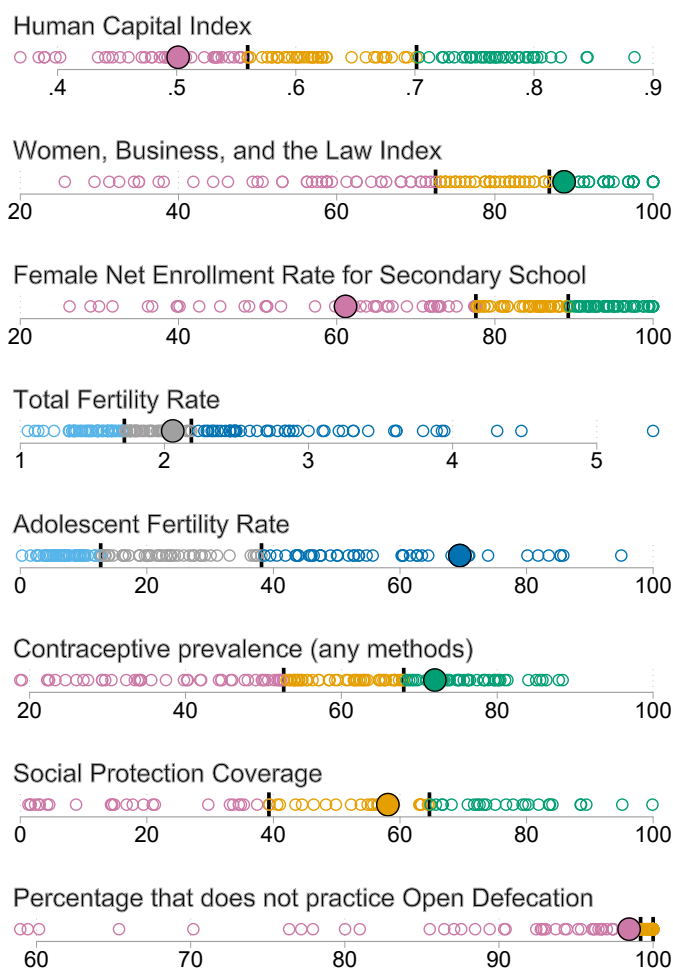 Human Capital Index
.4 .5 .6 .7 .8 .9
Women, Business, and the Law Index
20 40 60 80 100
Female Net Enrollment Rate for Secondary School
20 40 60 80 100
Total Fertility Rate
1 2 3 4 5
Adolescent Fertility Rate
0 20 40 60 80 100
Contraceptive prevalence (any methods)
20 40 60 80 100
Social Protection Coverage
0 20 40 60 80 100
Percentage that does not practice Open Defecation
60 70 80 90 100